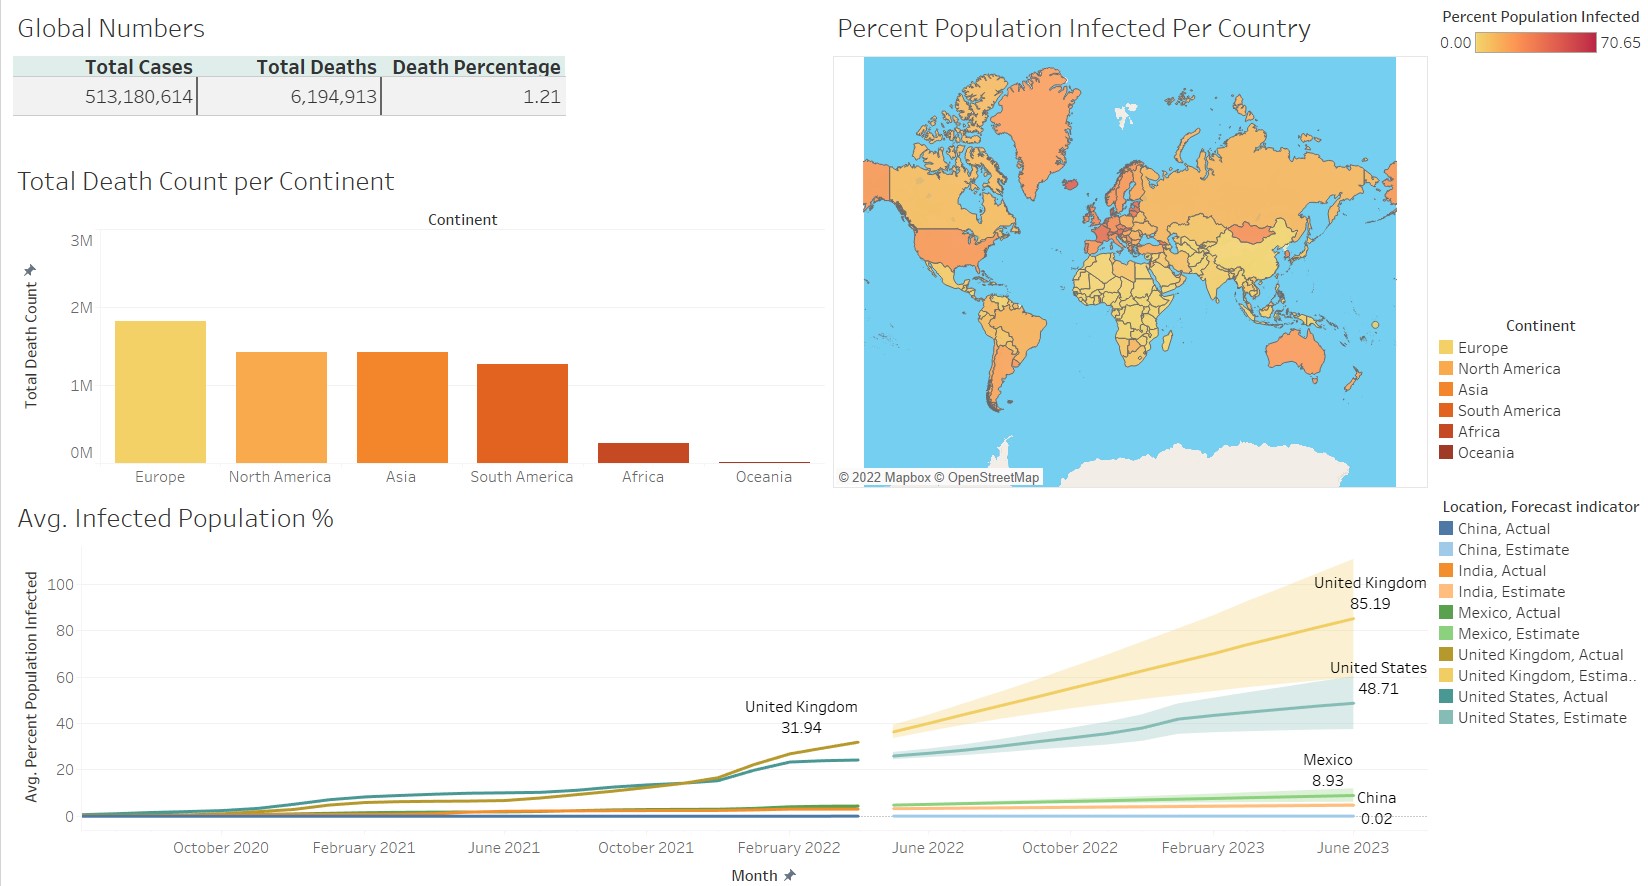 Global Numbers
Total Cases Total Deaths Death Percentage
513,180,614 6,194,913 1.21
Total Death Count per Continent
Continent
Total Death Count
3M
2M
1M
0M
Europe North America Asia South America Africa Oceania
Percent Population Infected Per Country
© 2022 Mapbox © OpenStreetMap
Percent Population Infected
0.00 70.65
Continent
Europe
North America
Asia
South America
Africa
Oceania
Avg. Infected Population %
Avg. Percent Population Infected
100
80
60
40
20
0
United Kingdom
31.94
United Kingdom
85.19
United States
48.71
Mexico
8.93
China
0.02
October 2020 February 2021 June 2021 October 2021 February 2022 June 2022 October 2022 February 2023 June 2023
Month
Location, Forecast indicator
China, Actual
China, Estimate
India, Actual
India, Estimate
Mexico, Actual
Mexico, Estimate
United Kingdom, Actual
United Kingdom, Estima..
United States, Actual
United States, Estimate